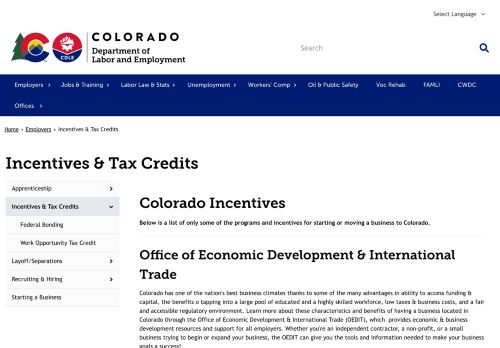 Select Language
COLORADO
Department of
Labor and Employment
CDLE
Search
Employers
Jobs & Training
Labor Law & Stats
Unemployment
Workers' Comp
Oil & Public Safety
Voc Rehab
FAMLI
CWDC
Offices
Home › Employers › Incentives & Tax Credits
Incentives & Tax Credits
Apprenticeship
Incentives & Tax Credits
Federal Bonding
Work Opportunity Tax Credit
Layoff/Separations
Recruiting & Hiring
Starting a Business
Colorado Incentives
Below is a list of only some of the programs and incentives for starting or moving a business to Colorado.
Office of Economic Development & International
Trade
Colorado has one of the nation's best business climates thanks to some of the many advantages in ability to access funding &
capital, the benefits o tapping into a large pool of educated and a highly skilled workforce, low taxes & business costs, and a fair
and accessible regulatory environment. Learn more about these characteristics and benefits of having a business located in
Colorado through the Office of Economic Development & International Trade (OEDIT), which provides economic & business
development resources and support for all employers. Whether you're an independent contractor, a non-profit, or a small
business trying to begin or expand your business, the OEDIT can give you the tools and information needed to make your business
goals a success!